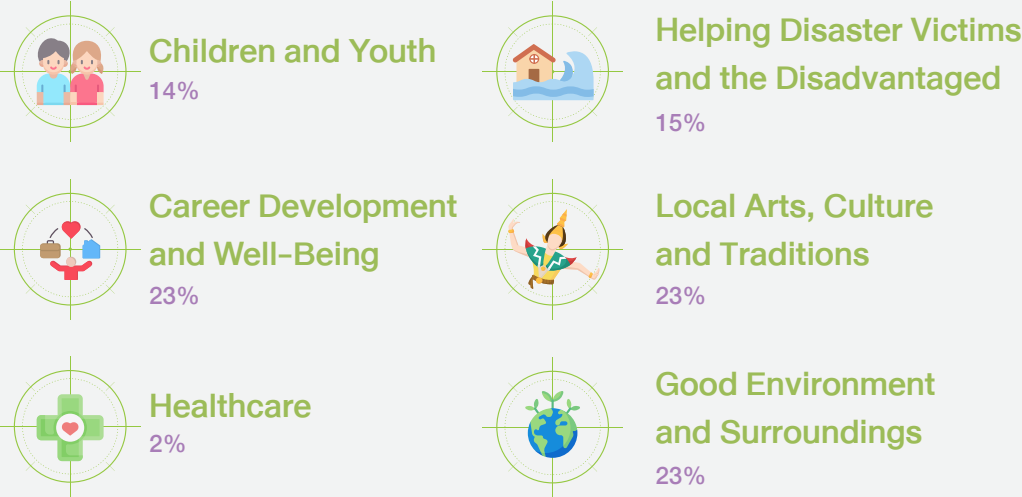 Children and Youth
14%
Helping Disaster Victims
and the Disadvantaged
15%
Career Development
and Well-Being
23%
Local Arts, Culture
and Traditions
23%
Healthcare
2%
Good Environment
and Surroundings
23%